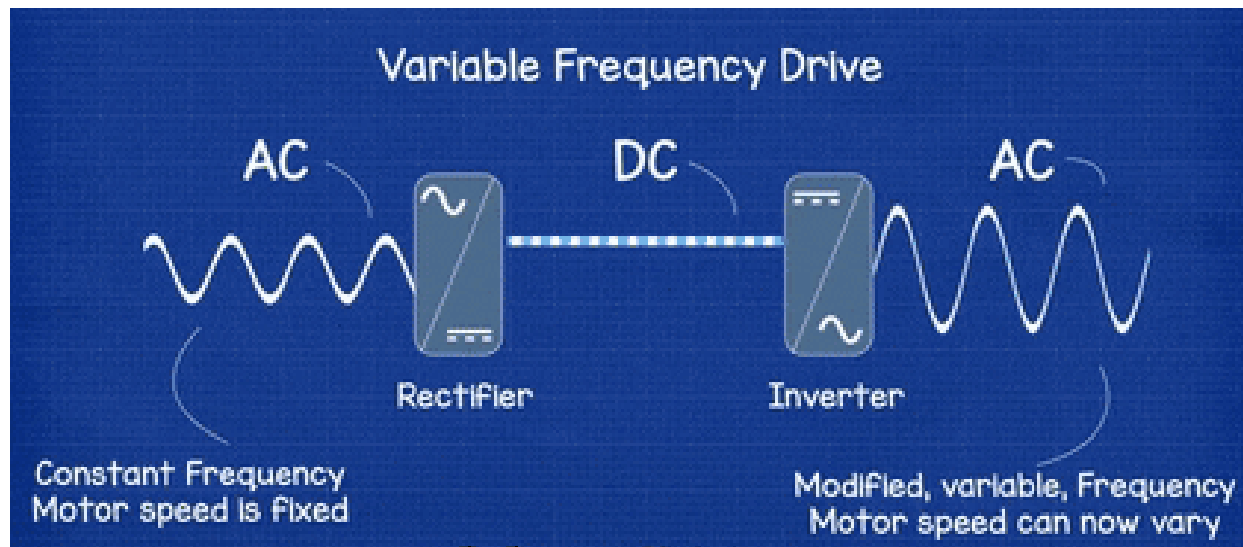 Variable Frequency Drive
AC
DC
AC
Rectifier
Inverter
Constant Frequency
Motor speed is fixed
Modified, variable, Frequency
Motor speed can now vary